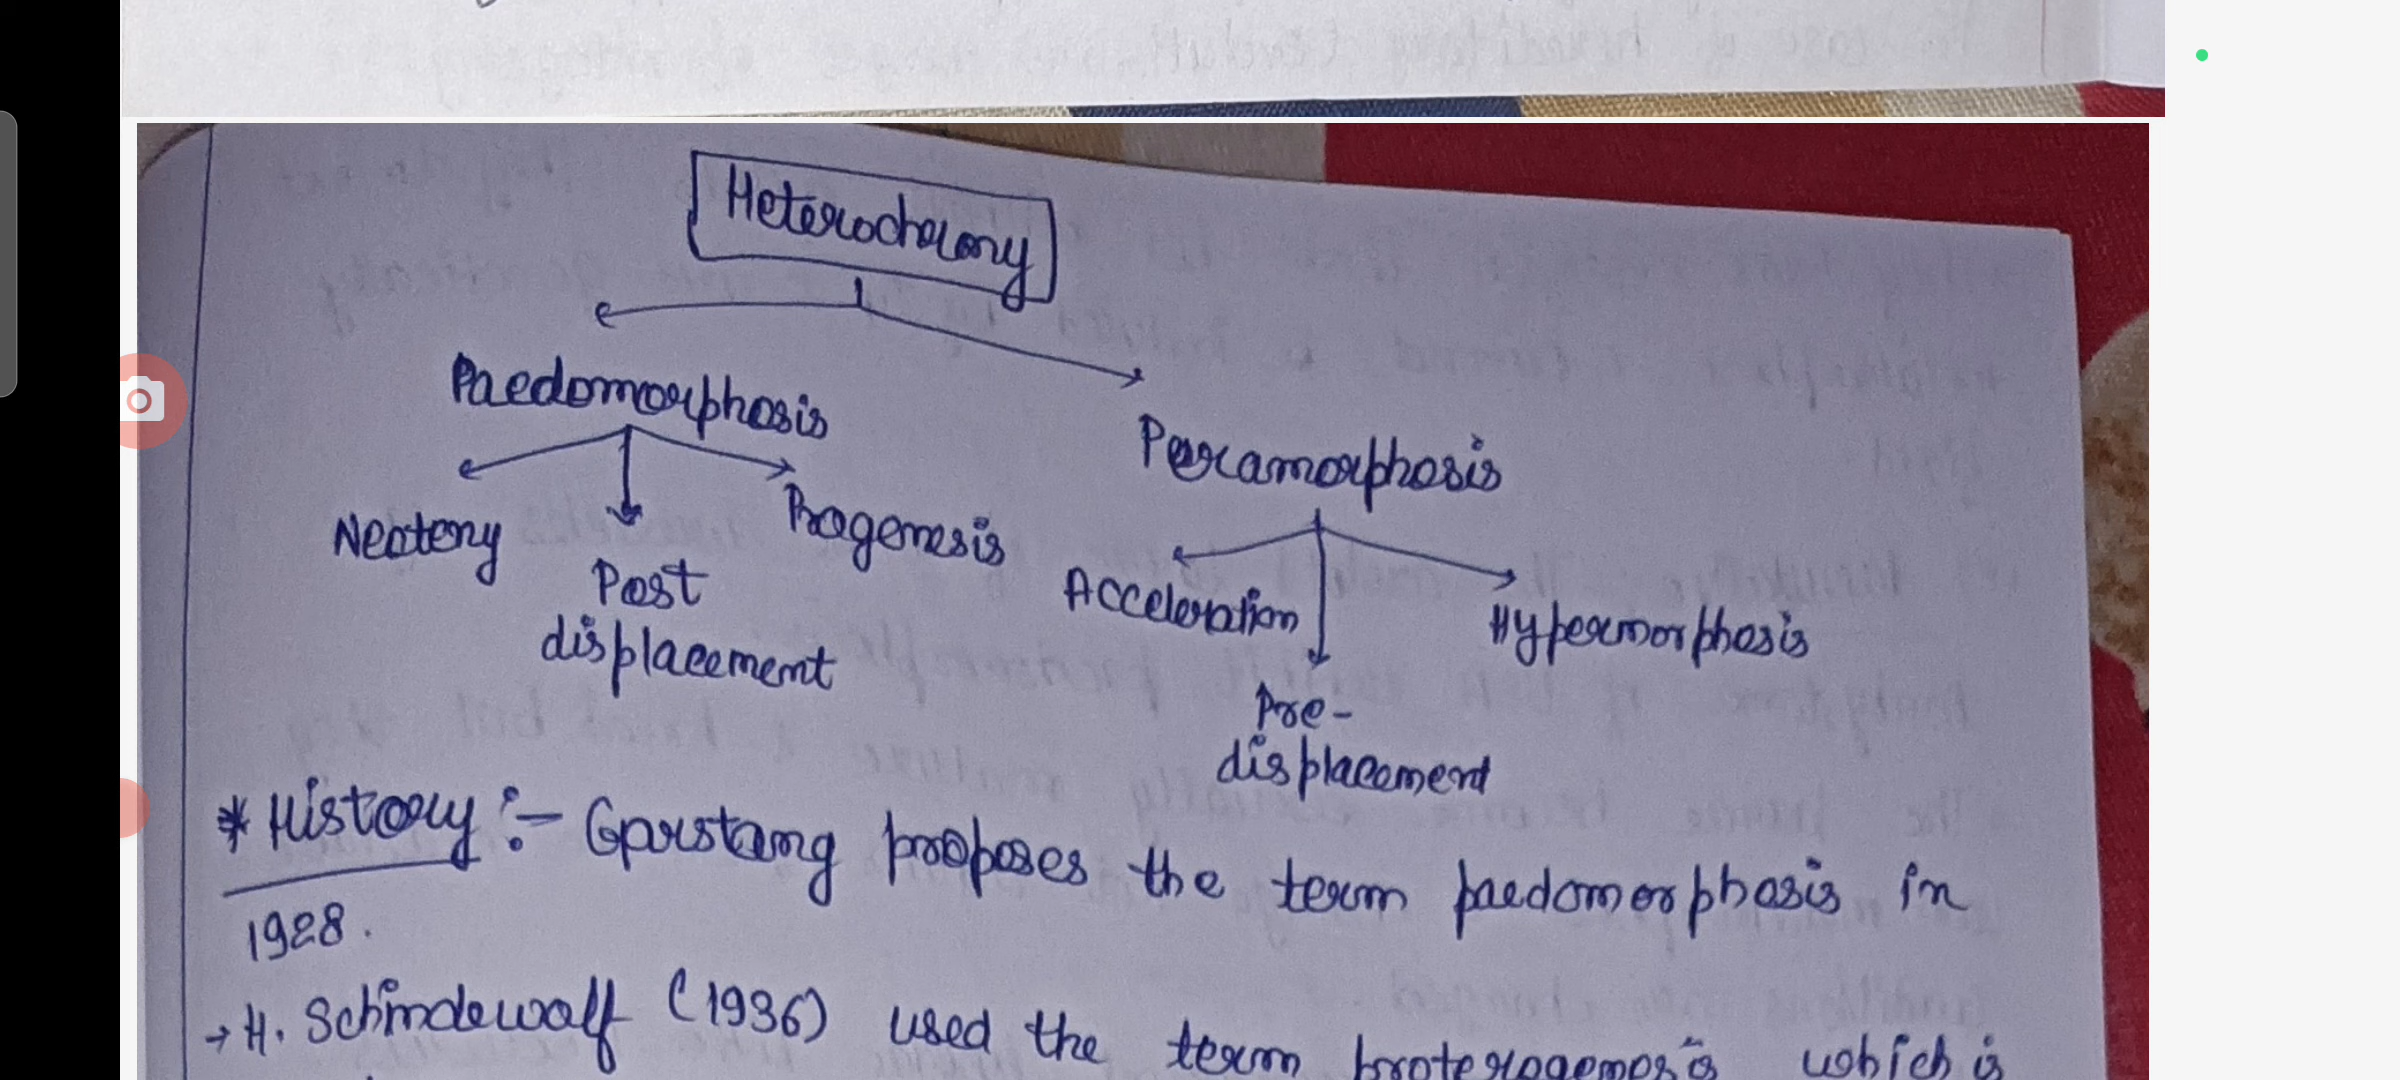 Heterochrony
Paedomorphosis
Peramorphosis
Neoteny
Post
displacement
Progenesis
Acceleration
Pre-
displacement
Hypermorphosis
* History :- Garstang proposes the term paedomorphosis in
1928.
→ H. Schindewolf (1936) used the term proterogenesis which is